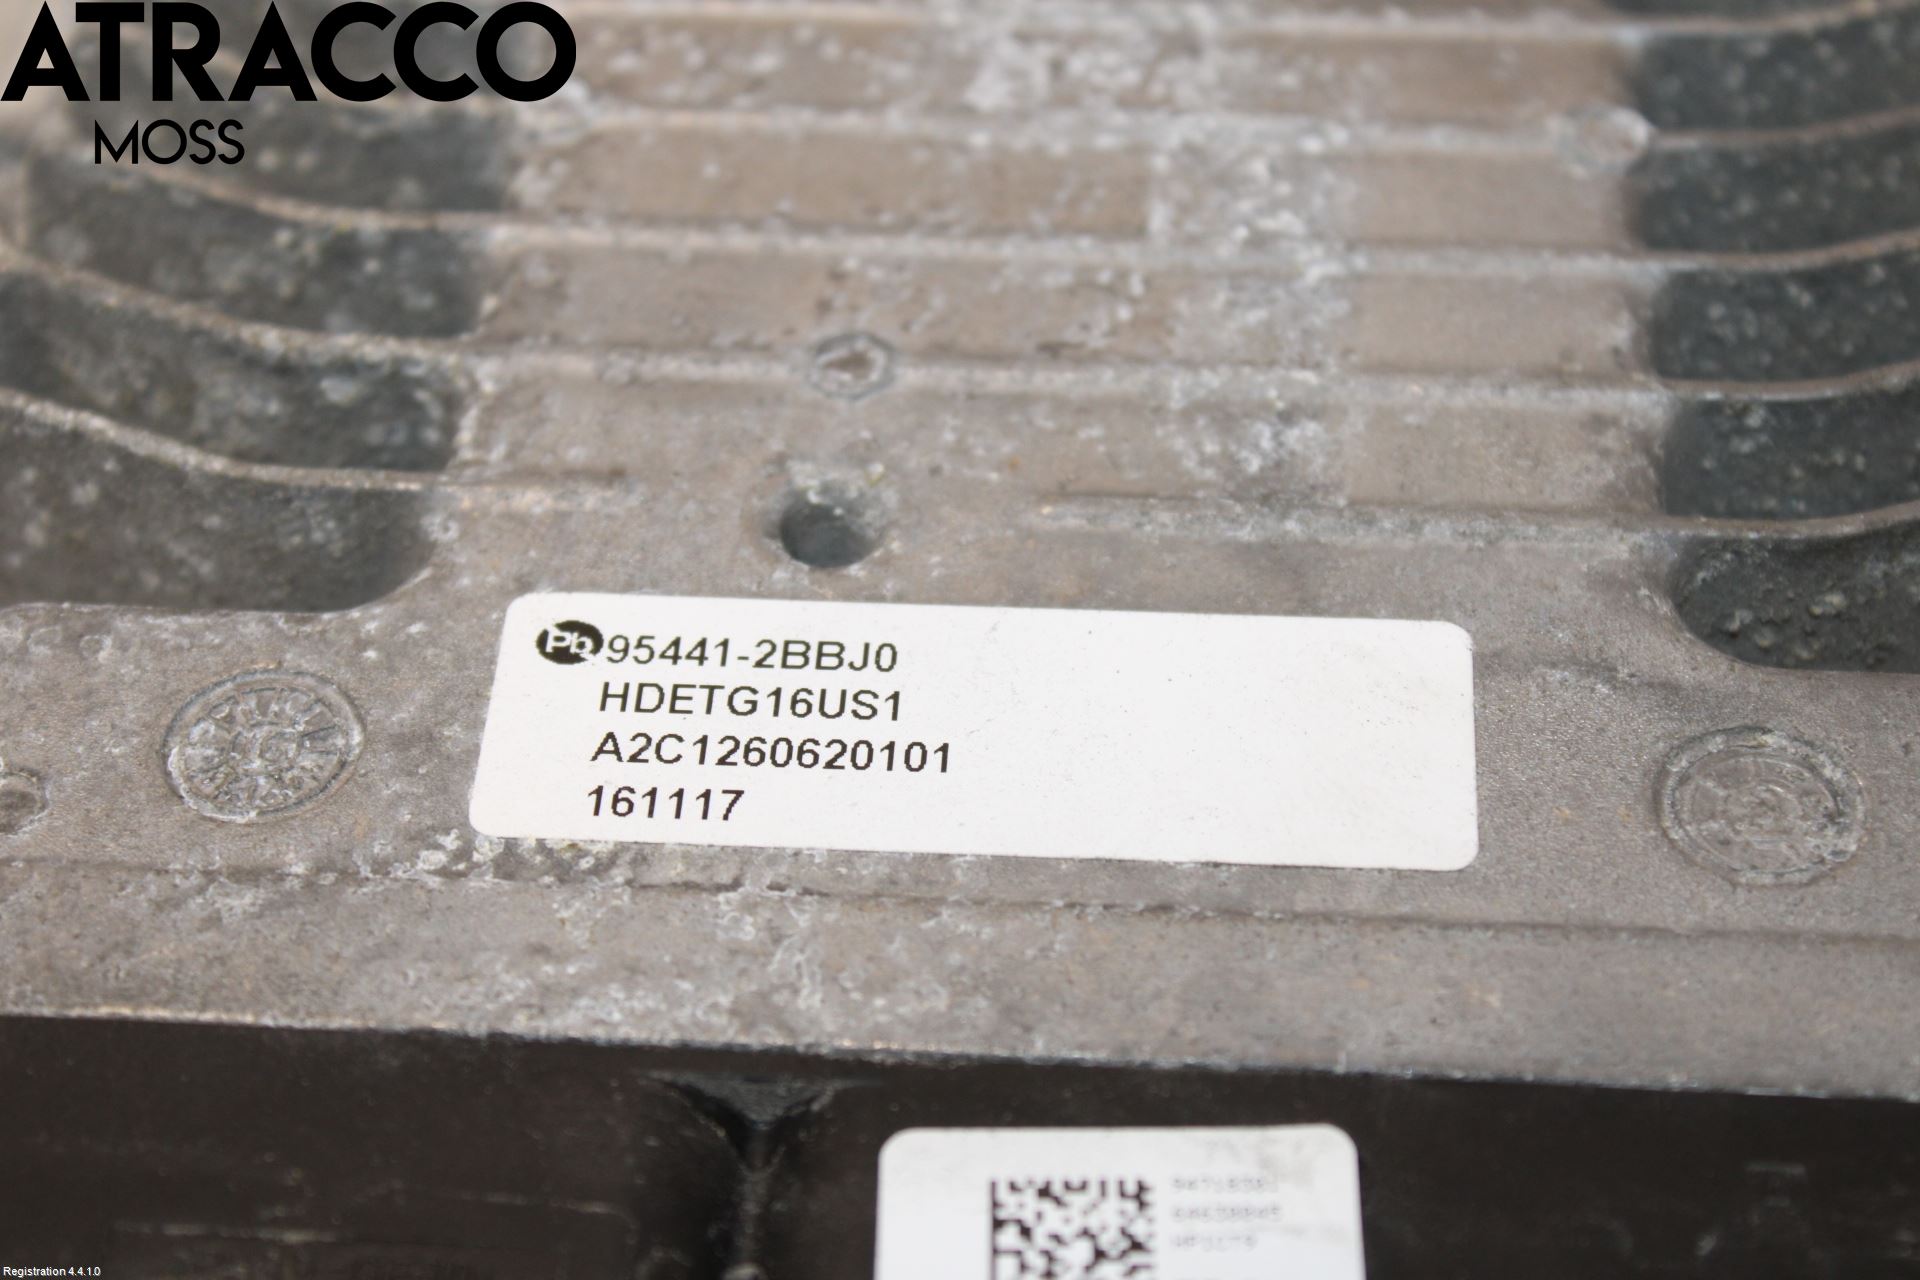 ATRACCO
MOSS
Pb 95441-2BBJ0
HDETG16US1
A2C1260620101
161117
Registration 4.4.1.0